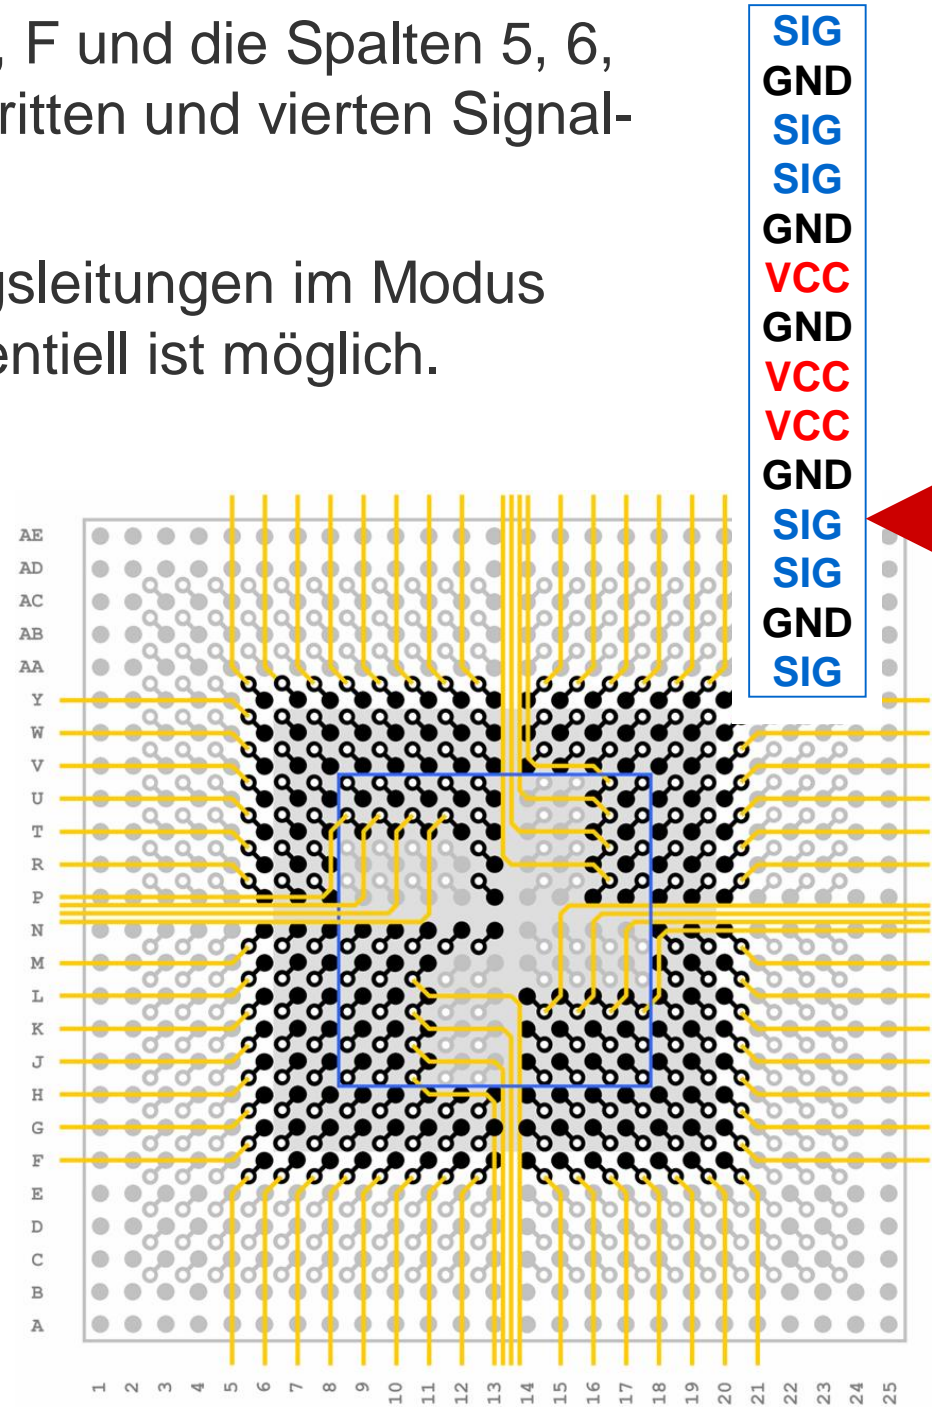 , F und die Spalten 5, 6,
ritten und vierten Signal-
gsleitungen im Modus
entiell ist möglich.
SIG
GND
SIG
SIG
GND
VCC
GND
VCC
VCC
GND
SIG
SIG
GND
SIG
AE
AD
AC
AB
AA
Y
W
V
U
T
R
P
N
M
L
K
J
H
G
F
E
D
C
B
A
1 2 3 4 5 6 7 8 9 10 11 12 13 14 15 16 17 18 19 20 21 22 23 24 25